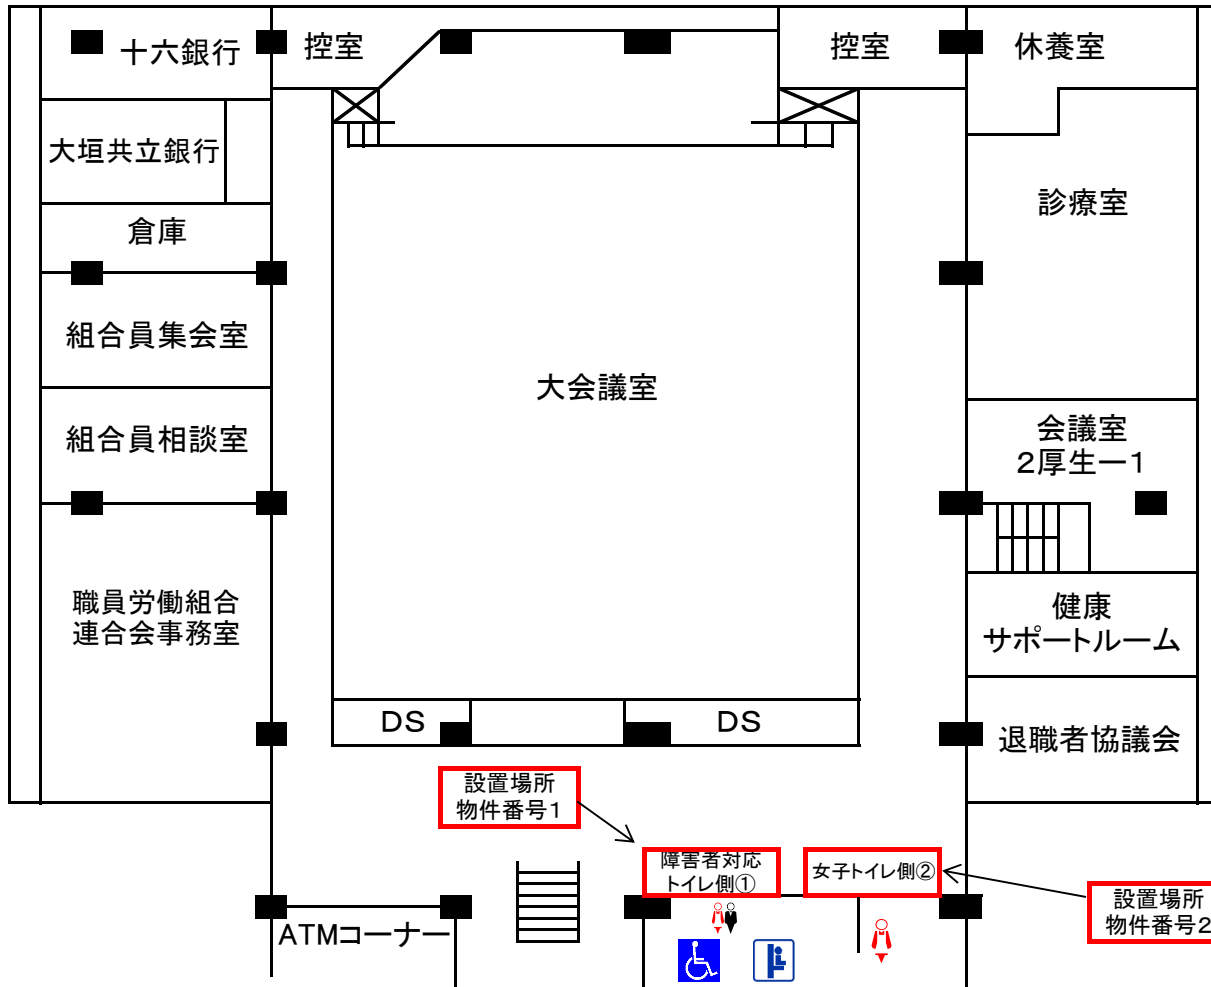 十六銀行
控室
控室
休養室
大垣共立銀行
診療室
倉庫
組合員集会室
大会議室
組合員相談室
会議室
２厚生ー１
職員労働組合
連合会事務室
健康
サポートルーム
DS
DS
退職者協議会
設置場所
物件番号１
障害者対応
トイレ側①
女子トイレ側②
設置場所
物件番号２
ATMコーナー